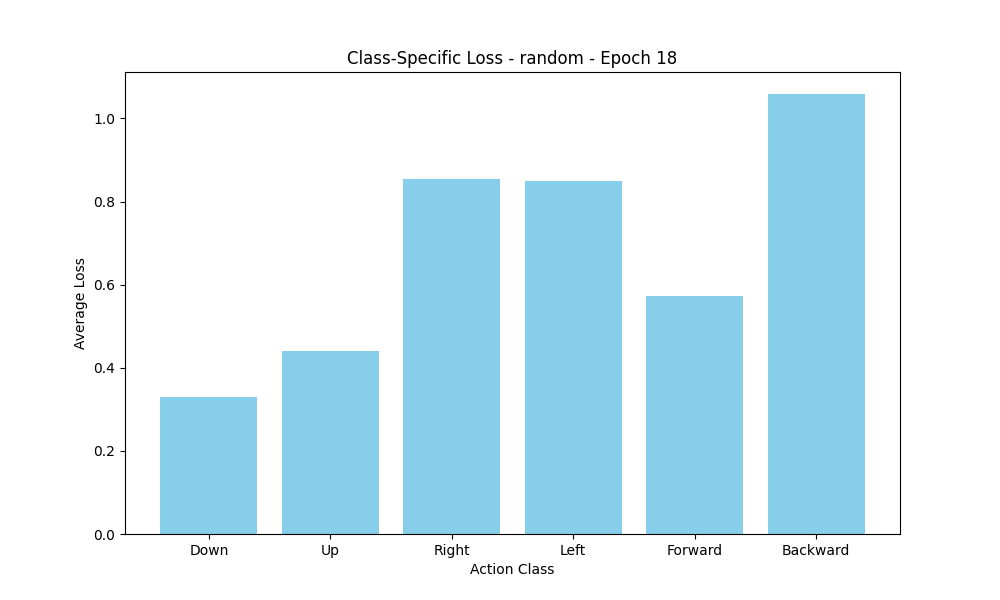 Class-Specific Loss - random - Epoch 18
Average Loss
1.0
0.8
0.6
0.4
0.2
0.0
Down Up Right Left Forward Backward
Action Class